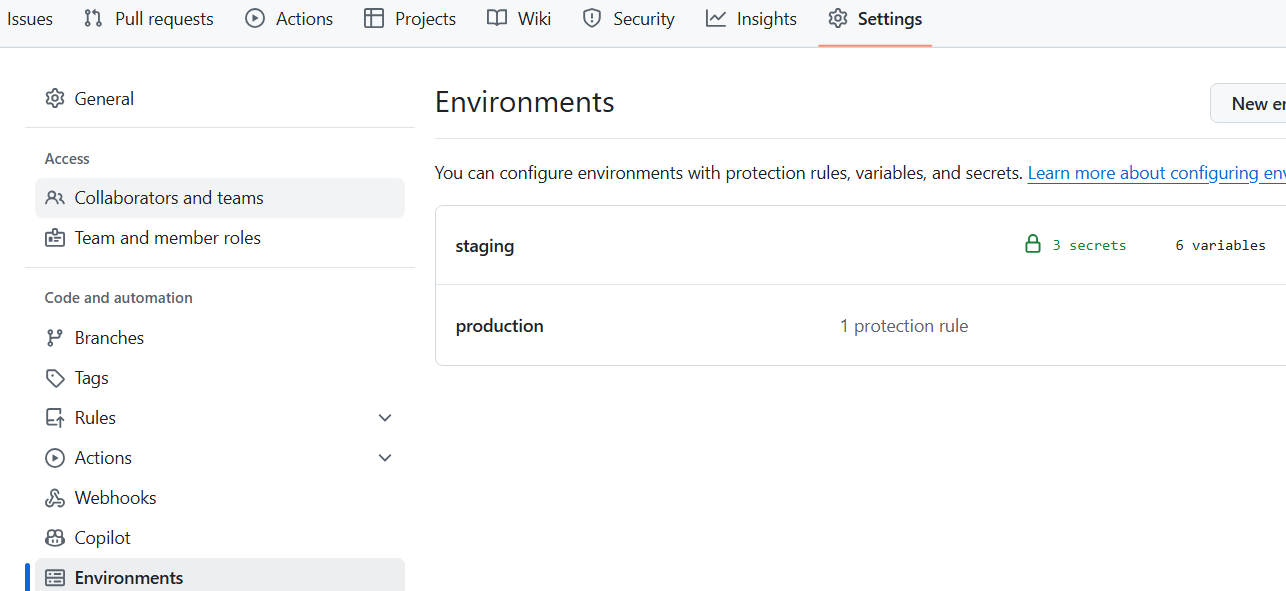 Issues Pull requests Actions Projects Wiki Security Insights Settings
General
Access
Collaborators and teams
Team and member roles
Code and automation
Branches
Tags
Rules
Actions
Webhooks
Copilot
Environments
Environments
New en
You can configure environments with protection rules, variables, and secrets. Learn more about configuring env
staging 3 secrets 6 variables
production 1 protection rule